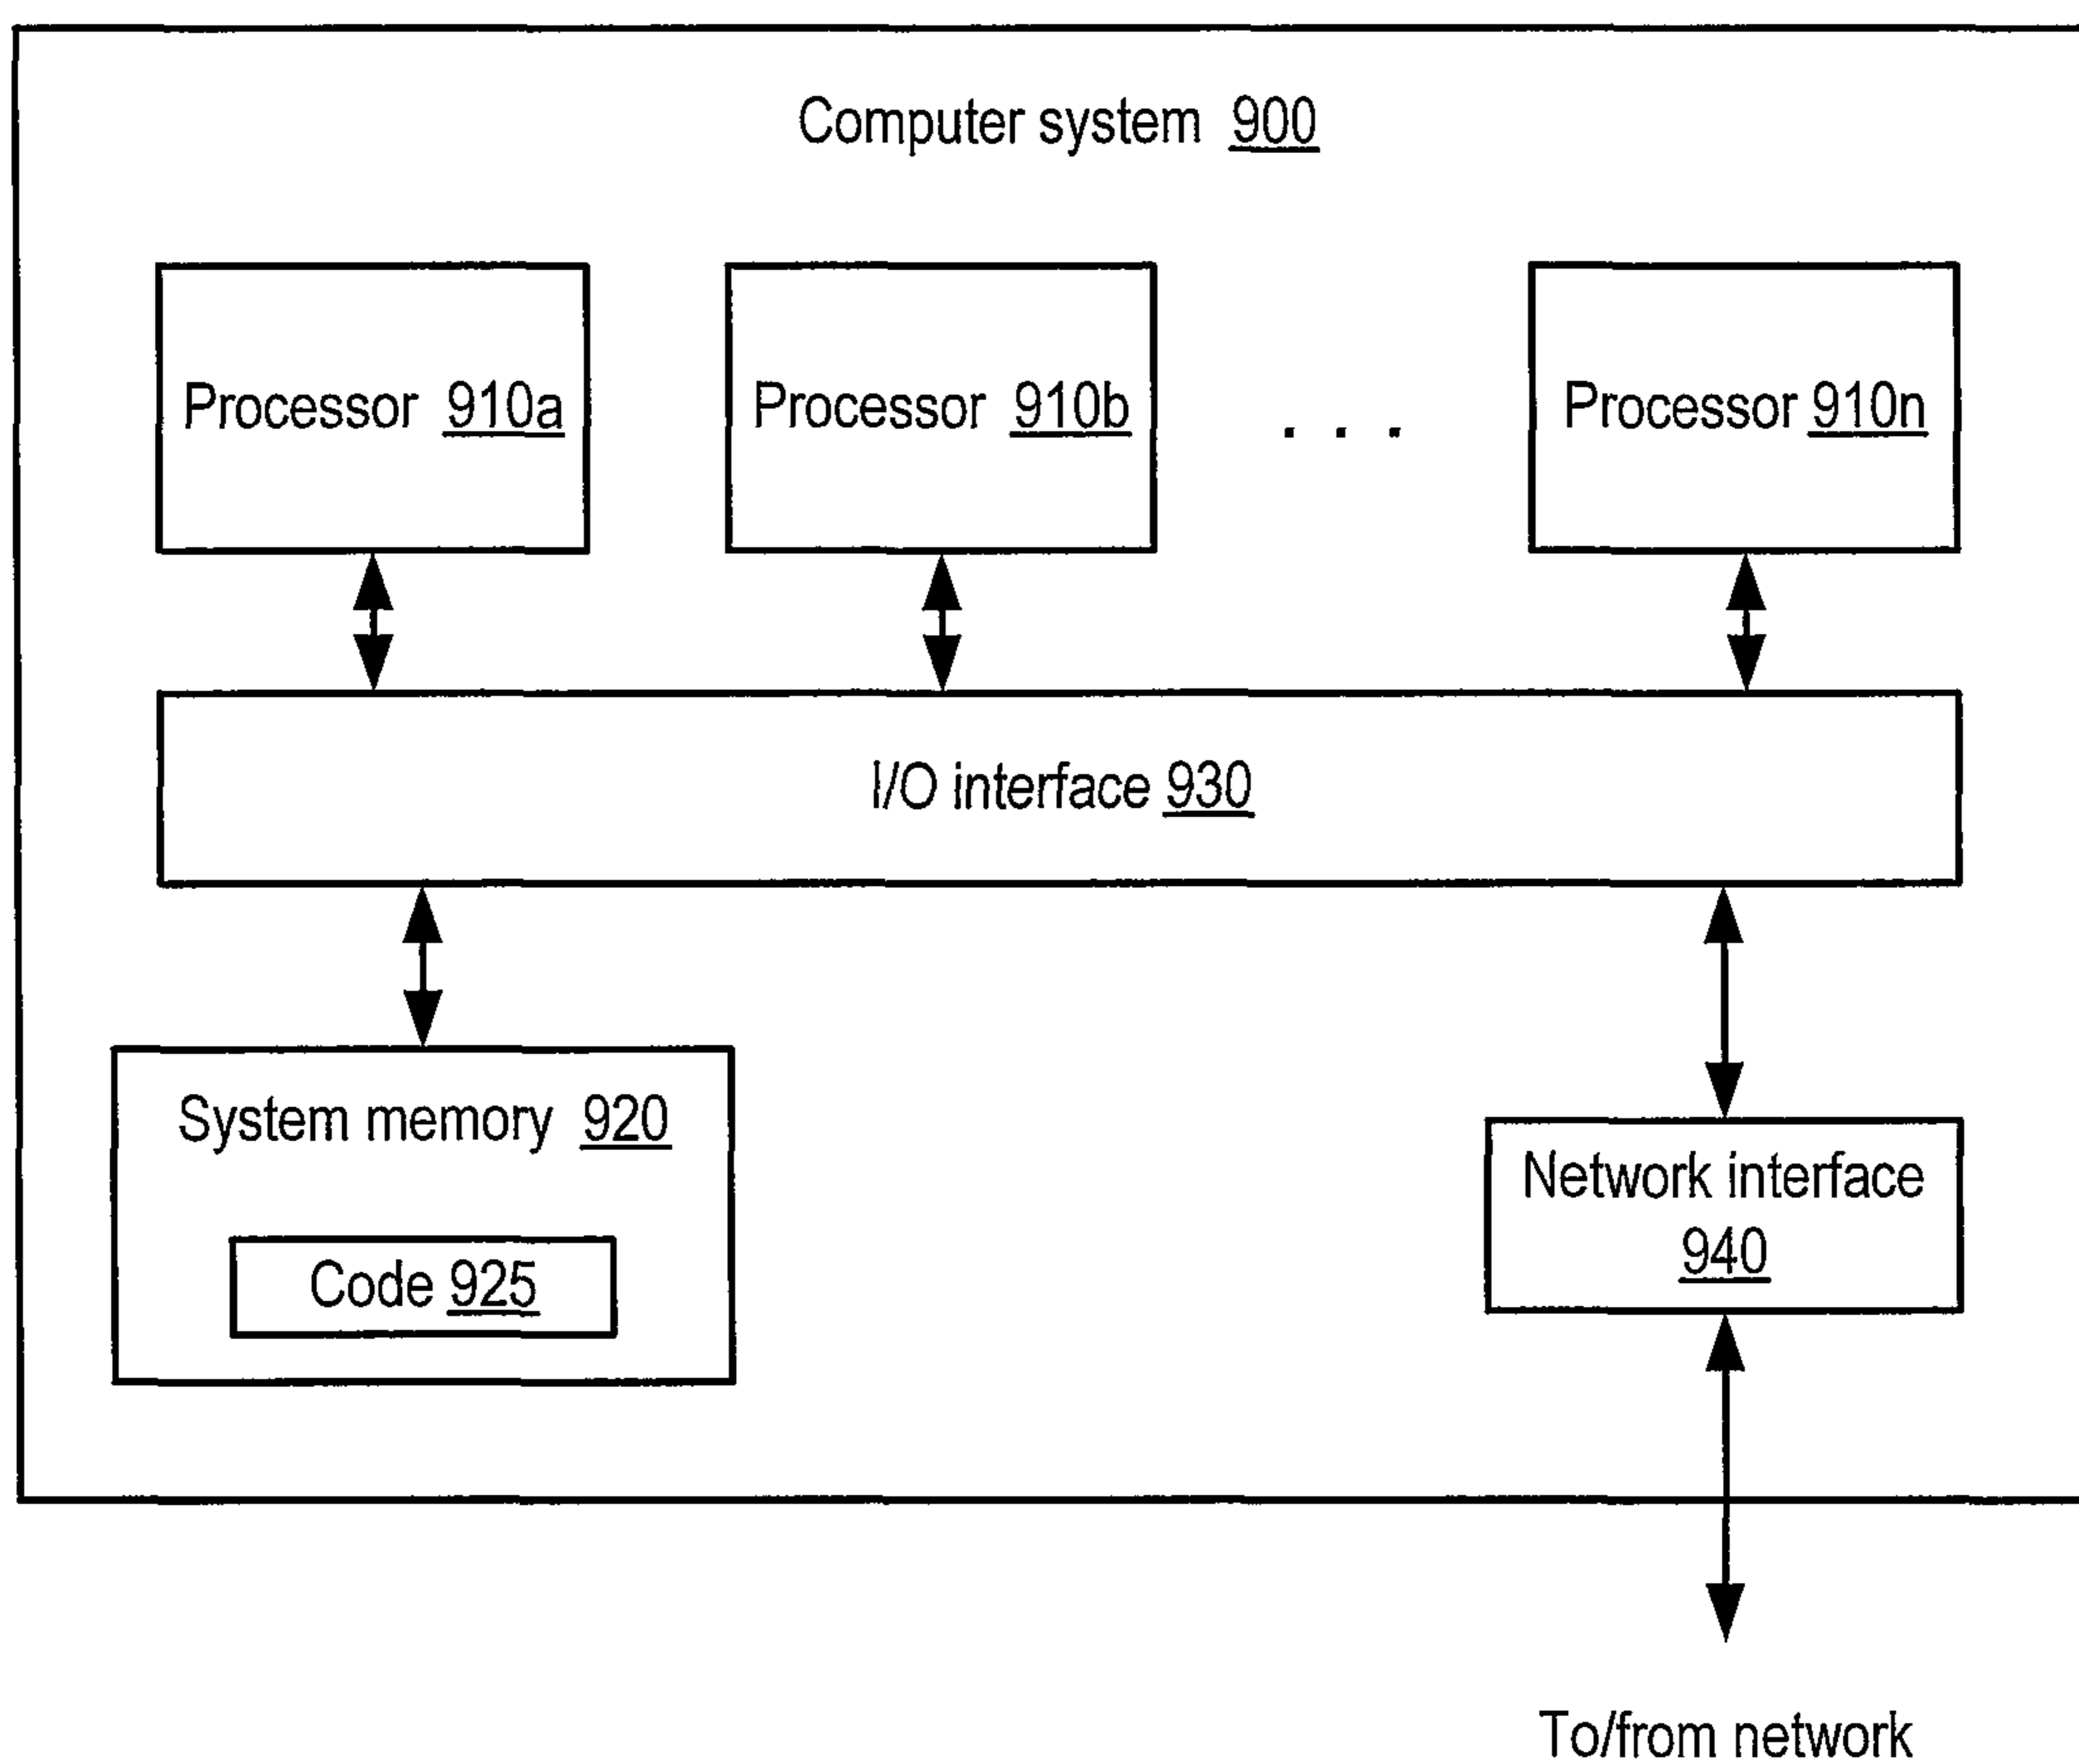 Computer system 900
Processor 910a
Processor 910b
. . .
Processor 910n
I/O interface 930
System memory 920
Code 925
Network interface
940
To/from network